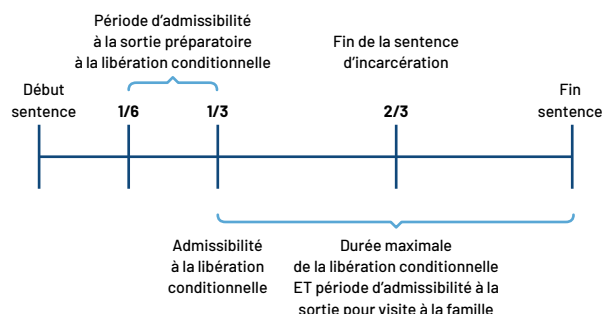 Période d’admissibilité
à la sortie préparatoire
à la libération conditionnelle
Fin de la sentence
d’incarcération
Début
sentence
1/6
1/3
2/3
Fin
sentence
Admissibilité
à la libération
conditionnelle
Durée maximale
de la libération conditionnelle
ET période d’admissibilité à la
sortie pour visite à la famille